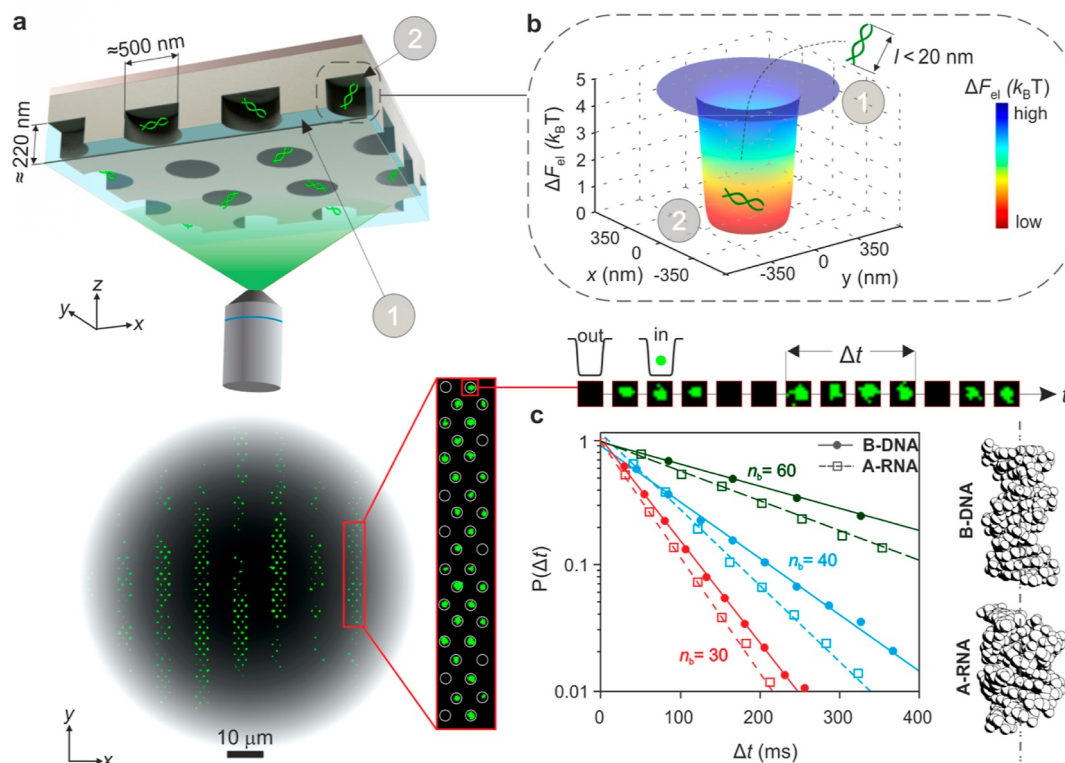 a
≈500 nm
≈ 220 nm
2
1
z
y
x
b
l < 20 nm
1
2
ΔF_el (k_BT)
5
4
3
2
1
0
350
0
-350
x (nm)
-350
0
350
y (nm)
ΔF_el (k_BT)
high
low
out
in
Δt
t
y
x
10 μm
c
P(Δt)
1
0.1
0.01
B-DNA
A-RNA
n_b= 60
n_b= 40
n_b= 30
0
100
200
300
400
Δt (ms)
B-DNA
A-RNA